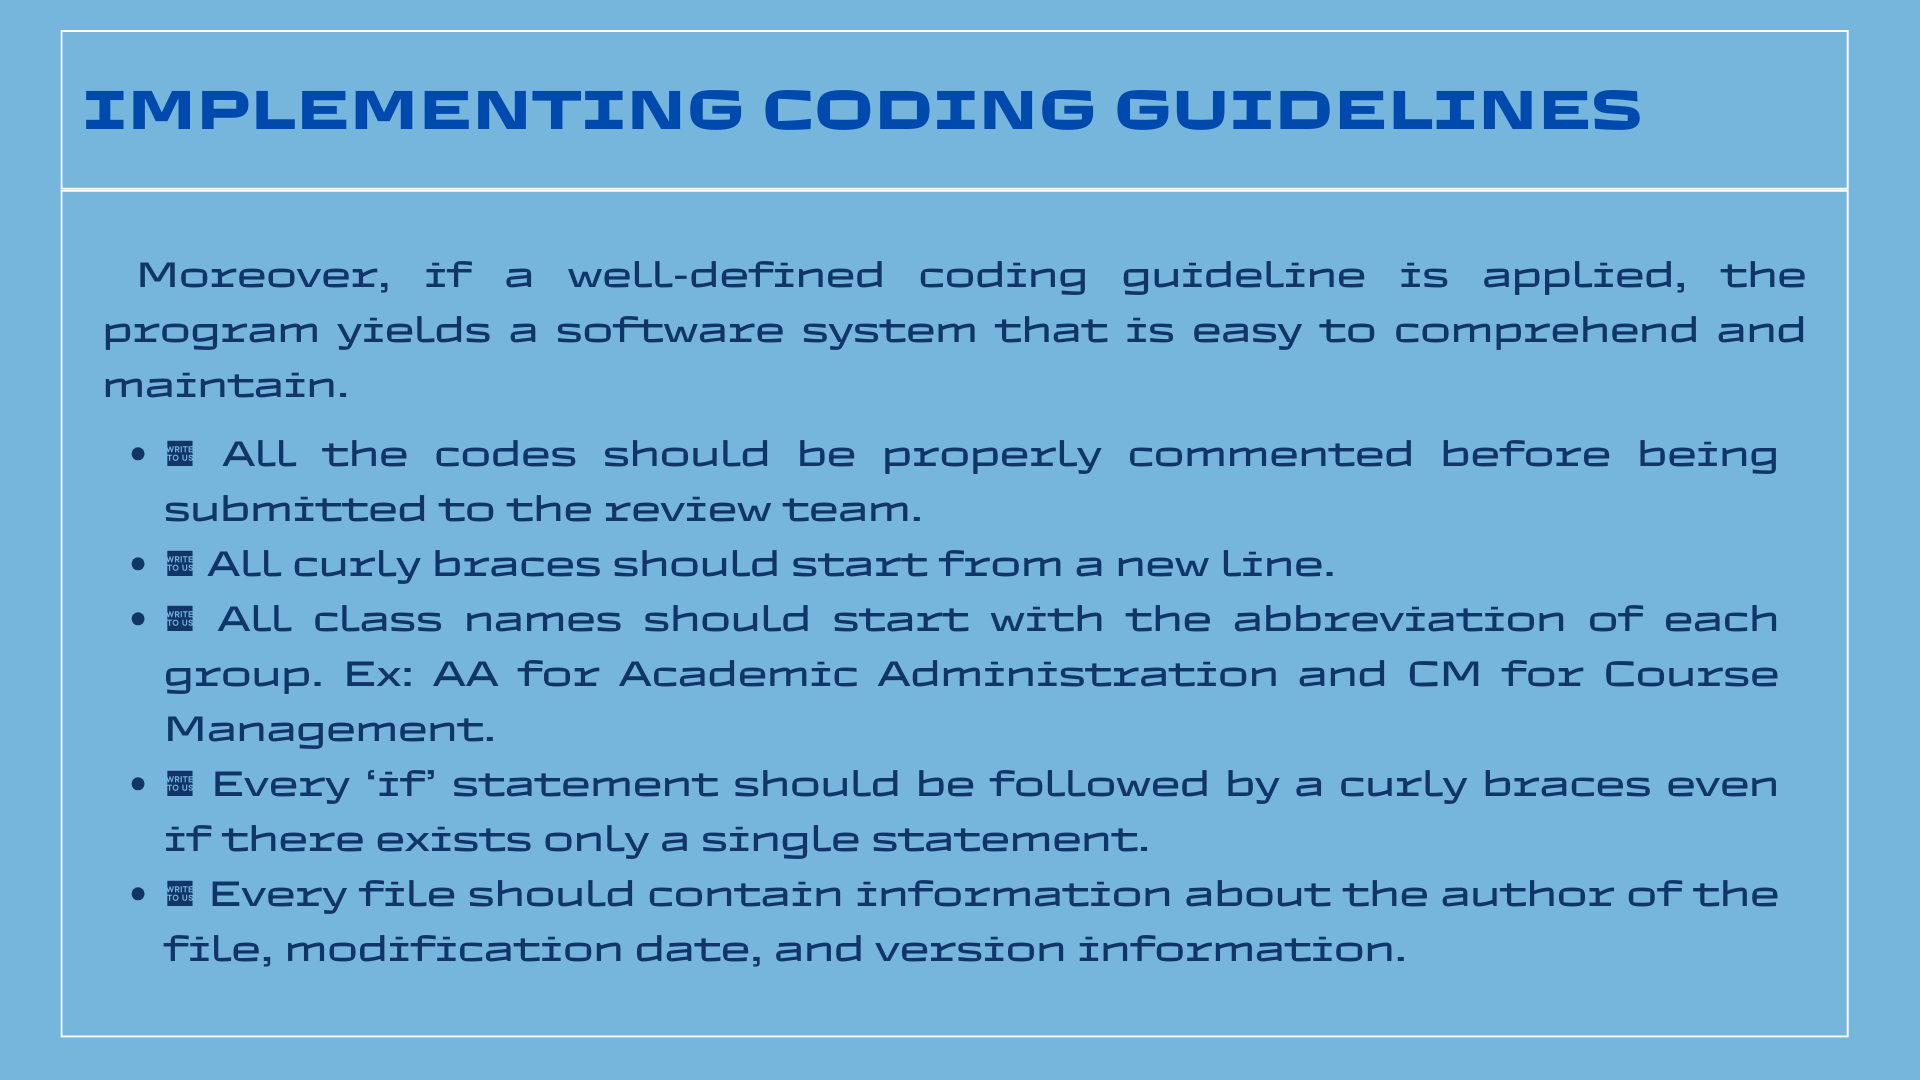 IMPLEMENTING CODING GUIDELINES
Moreover, if a well-defined coding guideline is applied, the
program yields a software system that is easy to comprehend and
maintain.
• WRITE TO US All the codes should be properly commented before being
submitted to the review team.
• WRITE TO US All curly braces should start from a new line.
• WRITE TO US All class names should start with the abbreviation of each
group. Ex: AA for Academic Administration and CM for Course
Management.
• WRITE TO US Every ‘if’ statement should be followed by a curly braces even
if there exists only a single statement.
• WRITE TO US Every file should contain information about the author of the
file, modification date, and version information.